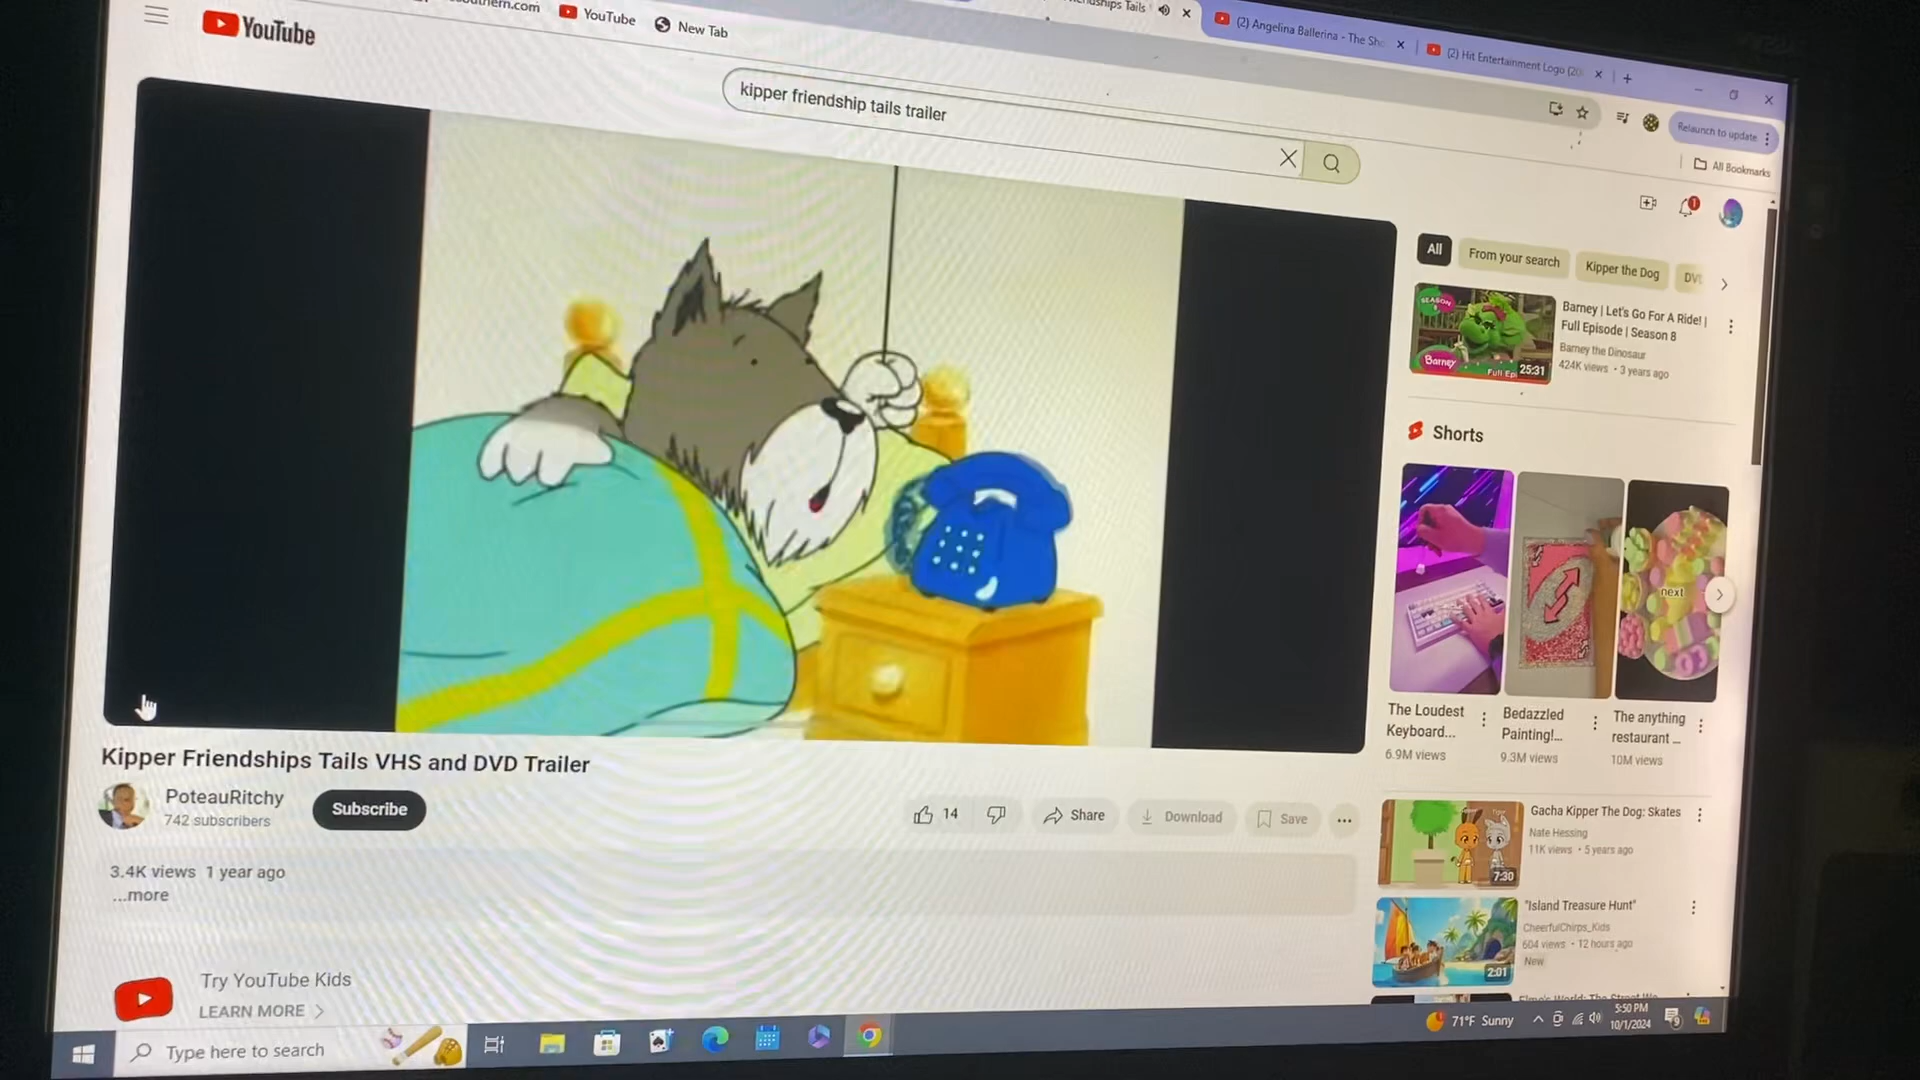 YouTube
New Tab
(2) Angelina Ballerina - The Sh
(2) Hit Entertainment Logo (20
YouTube
kipper friendship tails trailer
Relaunch to update
All Bookmarks
1
All
From your search
Kipper the Dog
SEASON
Barney
Full Ep
25:31
Barney | Let's Go For A Ride! |
Full Episode | Season 8
Barney the Dinosaur
424K views • 3 years ago
Shorts
next
The Loudest
Keyboard...
6.9M views
Bedazzled
Painting!...
9.3M views
The anything
restaurant ...
10M views
Kipper Friendships Tails VHS and DVD Trailer
PoteauRitchy
742 subscribers
Subscribe
14
Share
Download
Save
3.4K views 1 year ago
...more
Try YouTube Kids
LEARN MORE
7:30
Gacha Kipper The Dog: Skates
Nate Hessing
11K views • 5 years ago
2:01
"Island Treasure Hunt"
CheerfulChirps_Kids
604 views • 12 hours ago
New
Type here to search
71°F Sunny
5:50 PM
10/1/2024